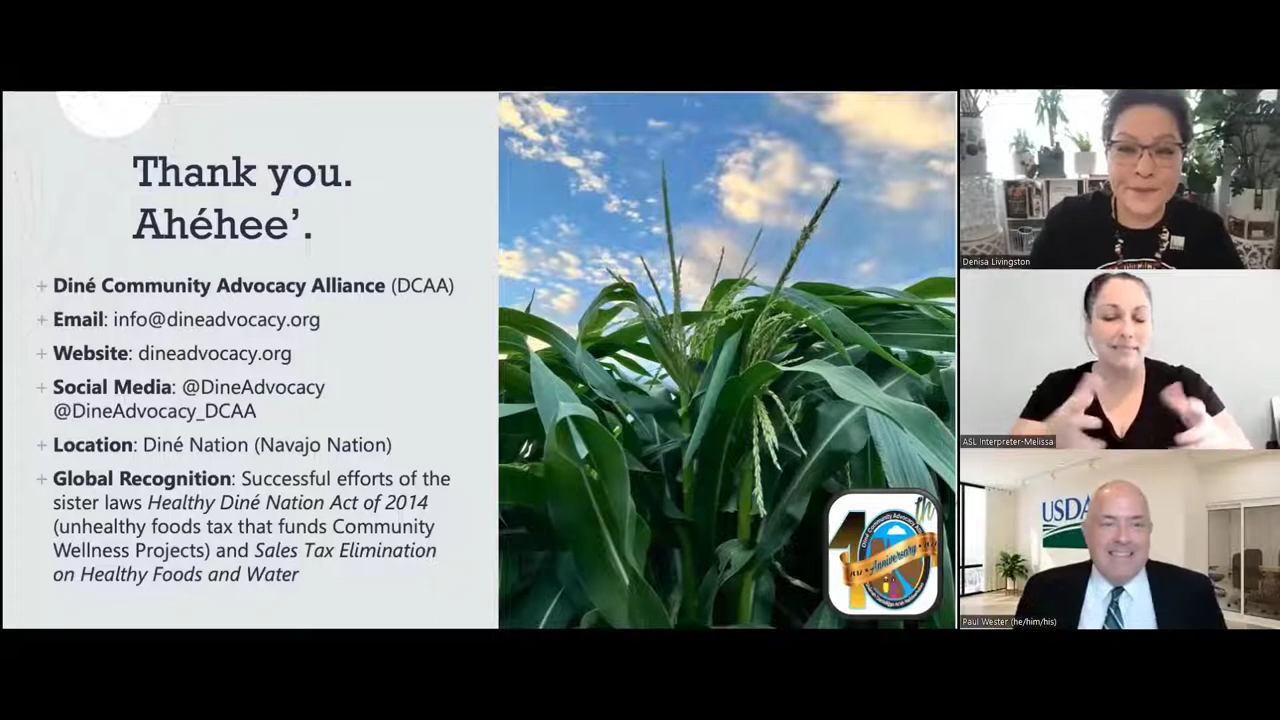 Thank you.
Ahéhee’.
Diné Community Advocacy Alliance (DCAA)
Email: info@dineadvocacy.org
Website: dineadvocacy.org
Social Media: @DineAdvocacy
@DineAdvocacy_DCAA
Location: Diné Nation (Navajo Nation)
Global Recognition: Successful efforts of the
sister laws Healthy Diné Nation Act of 2014
(unhealthy foods tax that funds Community
Wellness Projects) and Sales Tax Elimination
on Healthy Foods and Water
10th
Diné Community Advocacy
Anniversary
Denisa Livingston
ASL Interpreter-Melissa
USDA
Paul Wester (he/him/his)